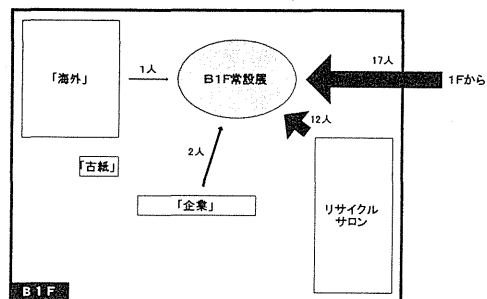 「海外」
1人
B1F常設展
17人
1Fから
12人
2人
「古紙」
「企業」
リサイクル
サロン
B1F